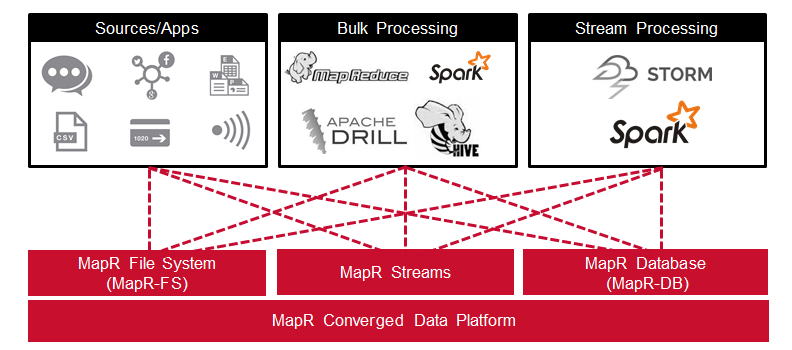 Sources/Apps
Bulk Processing
Stream Processing
W
P
CSV
1020
MapReduce
Spark
APACHE
DRILL
HIVE
STORM
Spark
MapR File System
(MapR-FS)
MapR Streams
MapR Database
(MapR-DB)
MapR Converged Data Platform